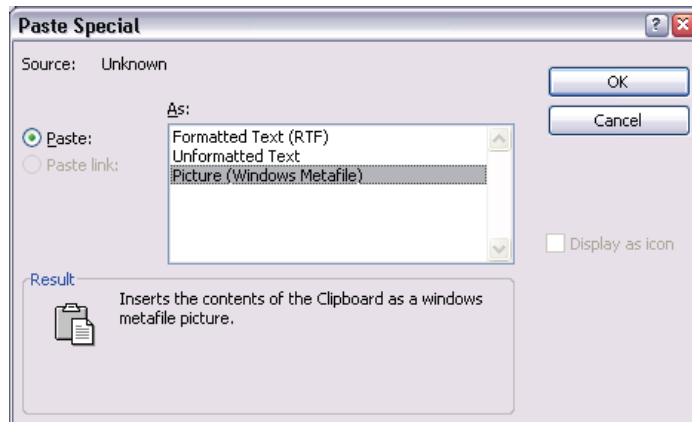 Paste Special
Source: Unknown
OK
Cancel
As:
Paste:
Paste link:
Formatted Text (RTF)
Unformatted Text
Picture (Windows Metafile)
Display as icon
Result
Inserts the contents of the Clipboard as a windows
metafile picture.